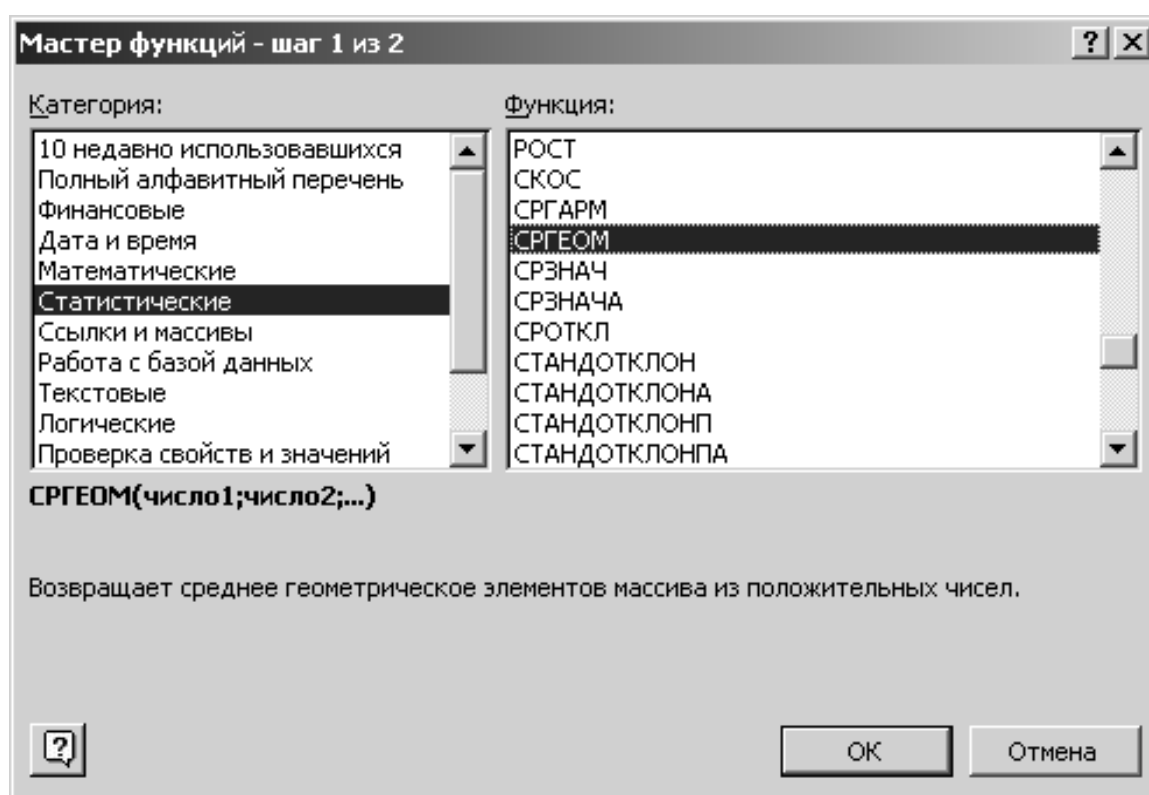 Мастер функций - шаг 1 из 2
Категория:
10 недавно использовавшихся
Полный алфавитный перечень
Финансовые
Дата и время
Математические
Статистические
Ссылки и массивы
Работа с базой данных
Текстовые
Логические
Проверка свойств и значений
Функция:
РОСТ
СКОС
СРГАРМ
СРГЕОМ
СРЗНАЧ
СРЗНАЧА
СРОТКЛ
СТАНДОТКЛОН
СТАНДОТКЛОНА
СТАНДОТКЛОНП
СТАНДОТКЛОНПА
СРГЕОМ(число1;число2;...)
Возвращает среднее геометрическое элементов массива из положительных чисел.
ОК
Отмена